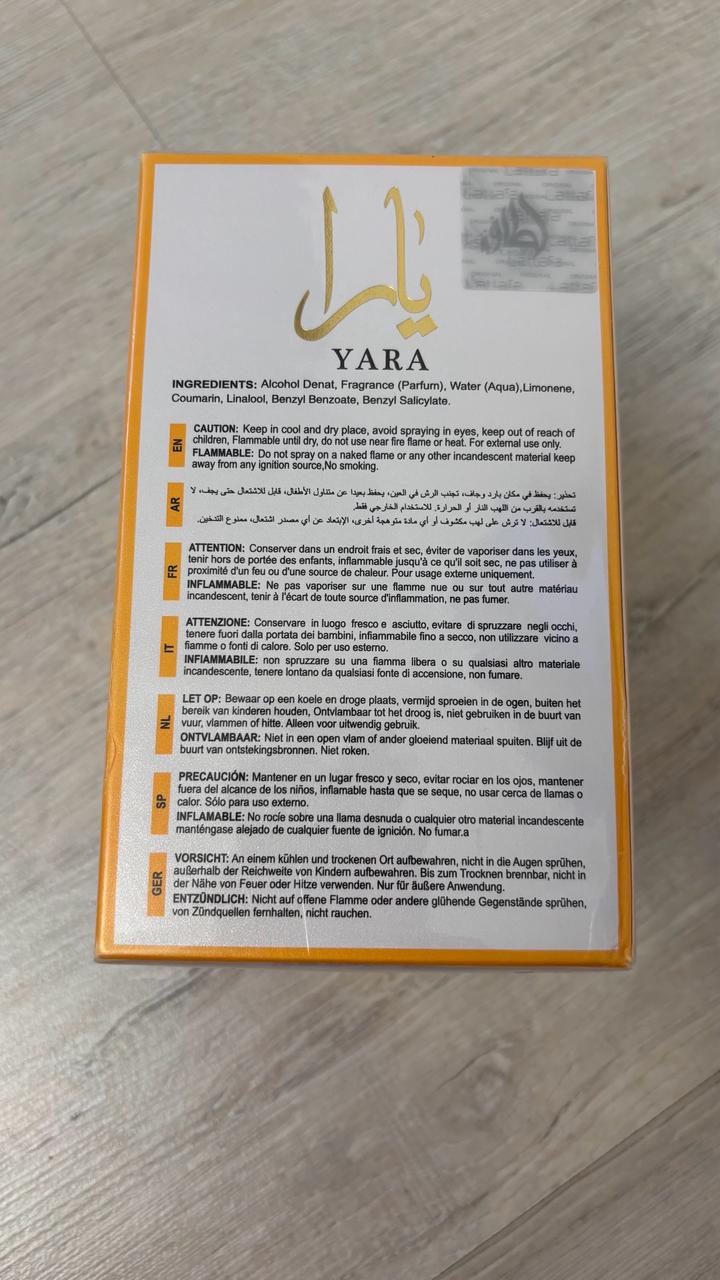 Lattafa
ORIGINAL
لطافة
يارا
YARA
INGREDIENTS: Alcohol Denat, Fragrance (Parfum), Water (Aqua),Limonene,
Coumarin, Linalool, Benzyl Benzoate, Benzyl Salicylate.
EN
CAUTION: Keep in cool and dry place, avoid spraying in eyes, keep out of reach of
children, Flammable until dry, do not use near fire flame or heat. For external use only.
FLAMMABLE: Do not spray on a naked flame or any other incandescent material keep
away from any ignition source,No smoking.
AR
تحذير: يحفظ في مكان بارد وجاف، تجنب الرش في العين، يحفظ بعيدا عن متناول الأطفال، قابل للاشتعال حتى يجف، لا
تستخدمه بالقرب من اللهب النار أو الحرارة. للاستخدام الخارجي فقط.
قابل للاشتعال: لا ترش على لهب مكشوف أو أي مادة متوهجة أخرى، الإبتعاد عن أي مصدر اشتعال، ممنوع التدخين.
FR
ATTENTION: Conserver dans un endroit frais et sec, éviter de vaporiser dans les yeux,
tenir hors de portée des enfants, inflammable jusqu'à ce qu'il soit sec, ne pas utiliser à
proximité d'un feu ou d'une source de chaleur. Pour usage externe uniquement.
INFLAMMABLE: Ne pas vaporiser sur une flamme nue ou sur tout autre matériau
incandescent, tenir à l'écart de toute source d'inflammation, ne pas fumer.
IT
ATTENZIONE: Conservare in luogo fresco e asciutto, evitare di spruzzare negli occhi,
tenere fuori dalla portata dei bambini, infiammabile fino a secco, non utilizzare vicino a
fiamme o fonti di calore. Solo per uso esterno.
INFIAMMABILE: non spruzzare su una fiamma libera o su qualsiasi altro materiale
incandescente, tenere lontano da qualsiasi fonte di accensione, non fumare.
NL
LET OP: Bewaar op een koele en droge plaats, vermijd sproeien in de ogen, buiten het
bereik van kinderen houden, Ontvlambaar tot het droog is, niet gebruiken in de buurt van
vuur, vlammen of hitte. Alleen voor uitwendig gebruik.
ONTVLAMBAAR: Niet in een open vlam of ander gloeiend materiaal spuiten. Blijf uit de
buurt van ontstekingsbronnen. Niet roken.
SP
PRECAUCIÓN: Mantener en un lugar fresco y seco, evitar rociar en los ojos, mantener
fuera del alcance de los niños, inflamable hasta que se seque, no usar cerca de llamas o
calor. Sólo para uso externo.
INFLAMABLE: No rocíe sobre una llama desnuda o cualquier otro material incandescente
manténgase alejado de cualquier fuente de ignición. No fumar.a
GER
VORSICHT: An einem kühlen und trockenen Ort aufbewahren, nicht in die Augen sprühen,
außerhalb der Reichweite von Kindern aufbewahren. Bis zum Trocknen brennbar, nicht in
der Nähe von Feuer oder Hitze verwenden. Nur für äußere Anwendung.
ENTZÜNDLICH: Nicht auf offene Flamme oder andere glühende Gegenstände sprühen,
von Zündquellen fernhalten, nicht rauchen.